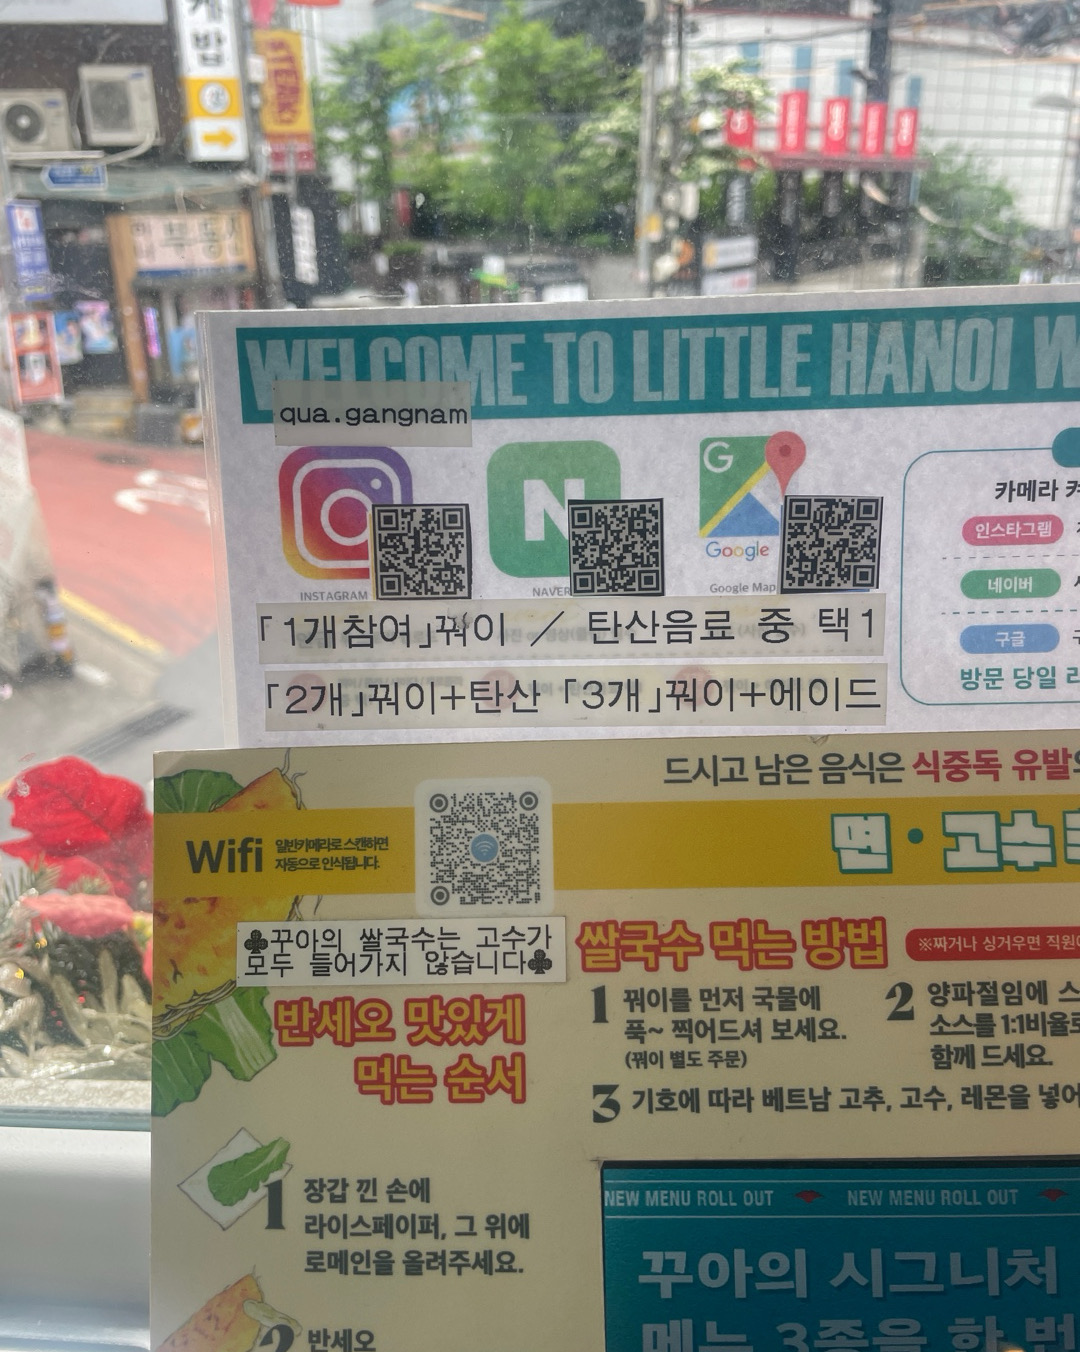 WELCOME TO LITTLE HANOI W
qua.gangnam
G
N
Google
INSTAGRAM
NAVER
Google Map
「1개참여」꿔이 / 탄산음료 중 택1
「2개」꿔이+탄산 「3개」꿔이+에이드
카메라
인스타그램
네이버
구글
방문 당일
드시고 남은 음식은 식중독 유발
Wifi
일반카메라로 스캔하면
자동으로 인식됩니다.
면·고수
♣꾸아의 쌀국수는 고수가
모두 들어가지 않습니다♣
쌀국수 먹는 방법
※짜거나 싱거우면 직원
1 꿔이를 먼저 국물에
푹~ 찍어드셔 보세요.
(꿔이 별도 주문)
2 양파절임에
소스를 1:1비율
함께 드세요.
3 기호에 따라 베트남 고추, 고수, 레몬을 넣어
반세오 맛있게
먹는 순서
1 장갑 낀 손에
라이스페이퍼, 그 위에
로메인을 올려주세요.
2 반세오
NEW MENU ROLL OUT NEW MENU ROLL OUT
꾸아의 시그니처
메뉴 3종을 한 번